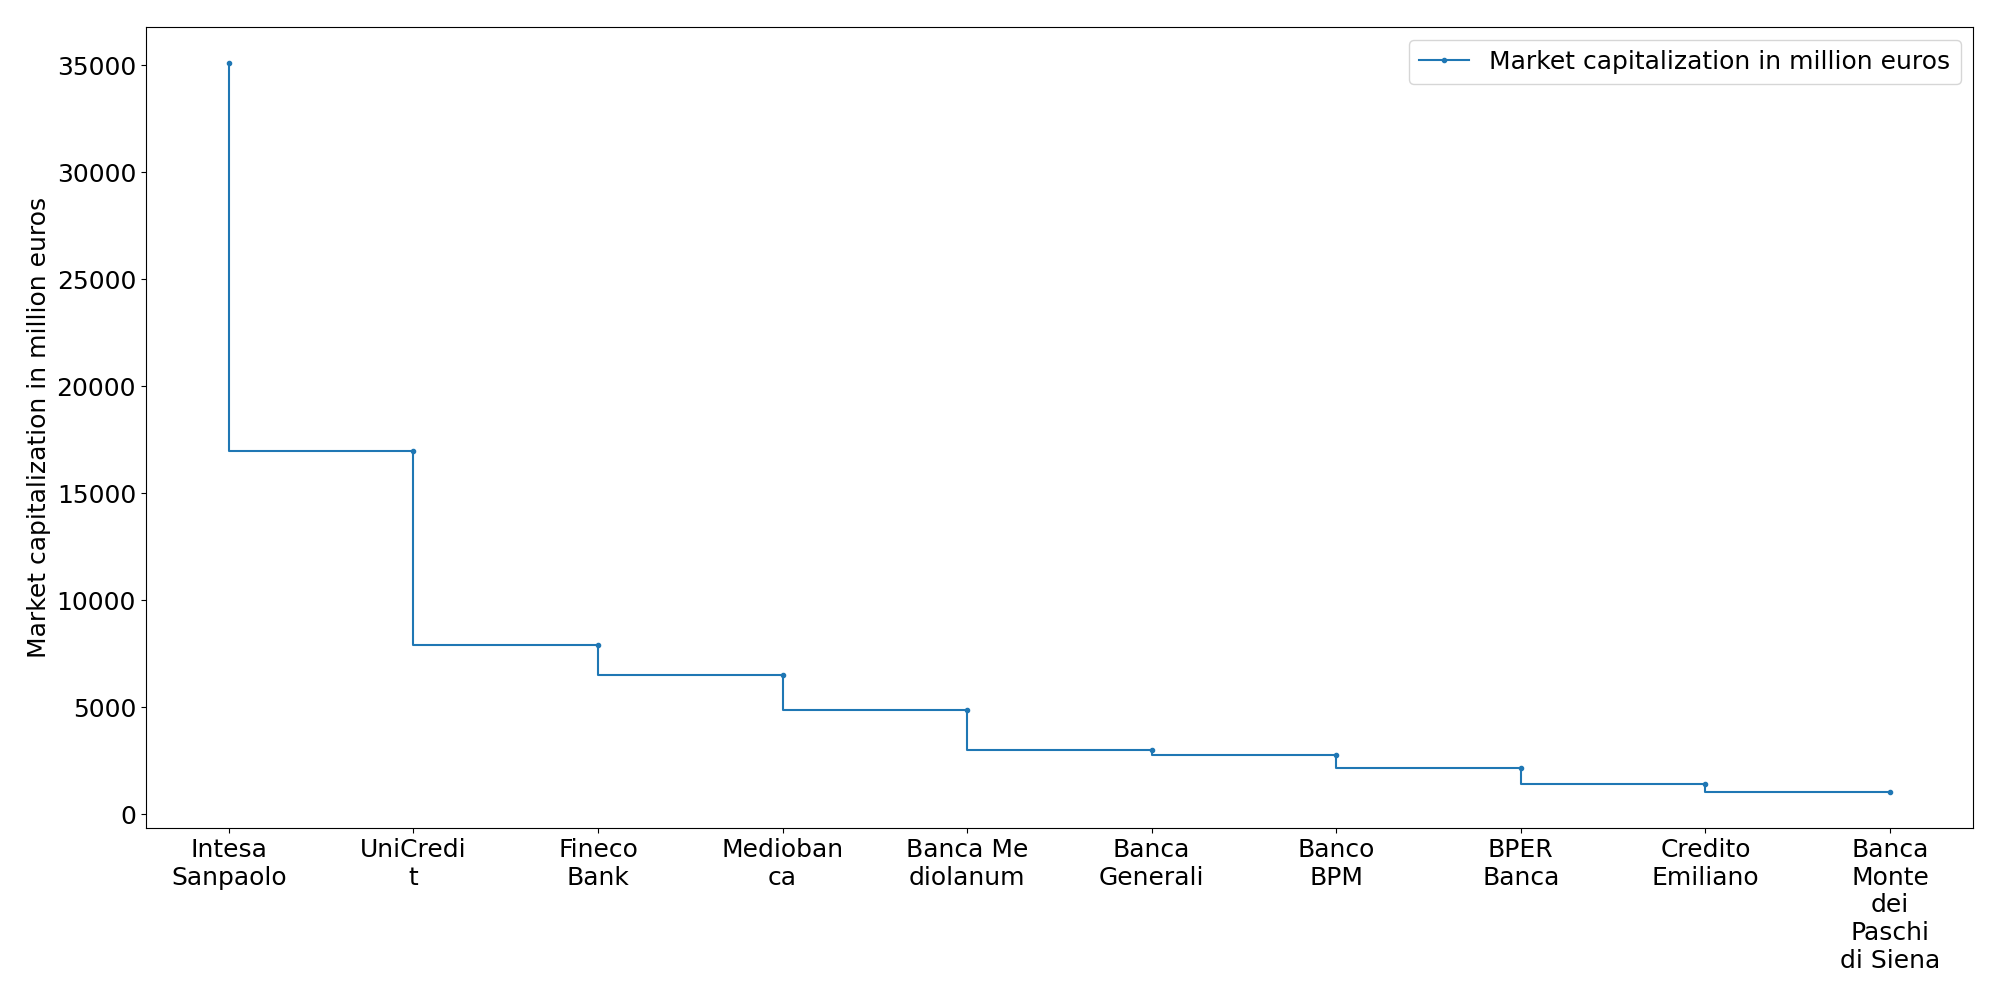 Market capitalization in million euros
Market capitalization in million euros
35000
30000
25000
20000
15000
10000
5000
0
Intesa
Sanpaolo
UniCredi
t
Fineco
Bank
Medioban
ca
Banca Me
diolanum
Banca
Generali
Banco
BPM
BPER
Banca
Credito
Emiliano
Banca
Monte
dei
Paschi
di Siena